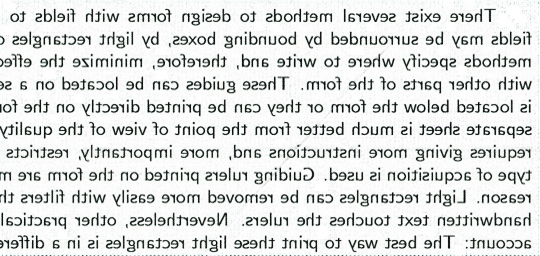 There exist several methods to design forms with fields to
fields may be surrounded by bounding boxes, by light rectangles o
methods specify where to write and, therefore, minimize the effe
with other parts of the form. These guides can be located on a se
is located below the form or they can be printed directly on the fo
separate sheet is much better from the point of view of the quality
requires giving more instructions and, more importantly, restricts
type of acquisition is used. Guiding rulers printed on the form are m
reason. Light rectangles can be removed more easily with filters th
handwritten text touches the rulers. Nevertheless, other practical
account: The best way to print these light rectangles is in a differe